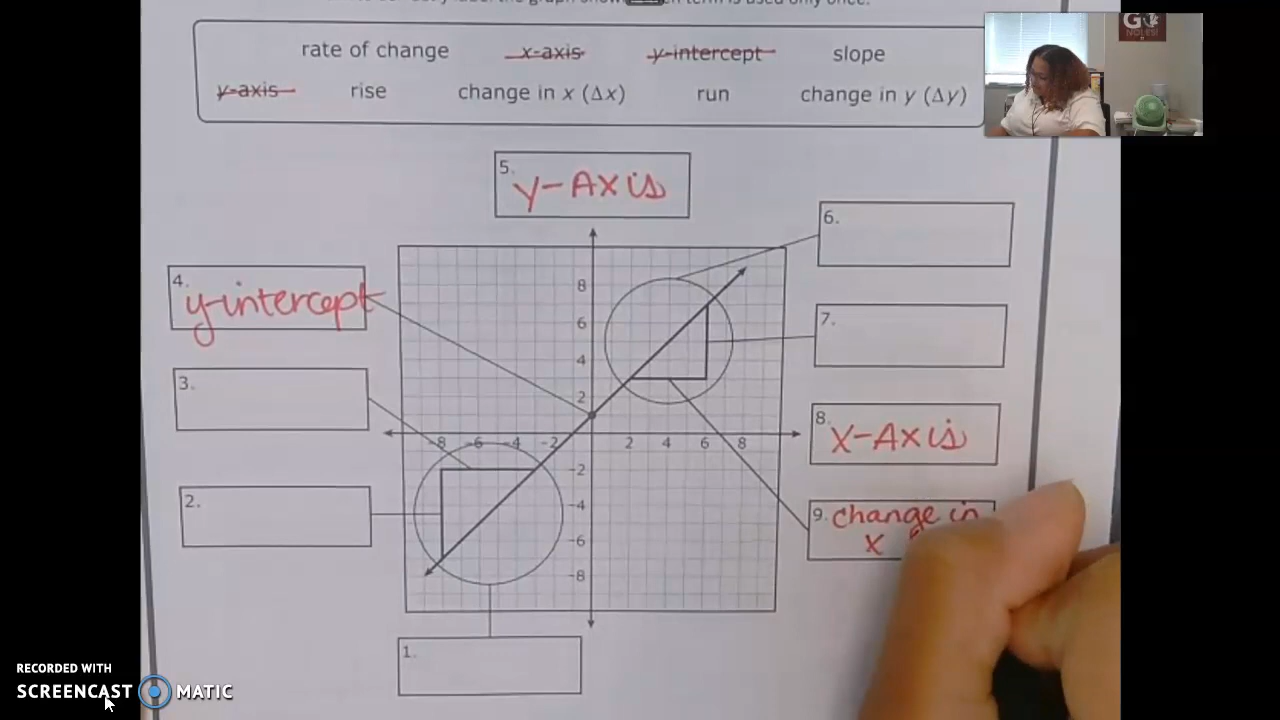 rate of change x-axis y-intercept slope
y-axis rise change in x (Δx) run change in y (Δy)
GO
NOLES!
5. y-Axis
6.
4. y-intercept
7.
3.
8. X-Axis
2.
9. change in
x
1.
8
6
4
2
-8 -6 -4 -2 2 4 6 8
-2
-4
-6
-8
RECORDED WITH
SCREENCAST MATIC